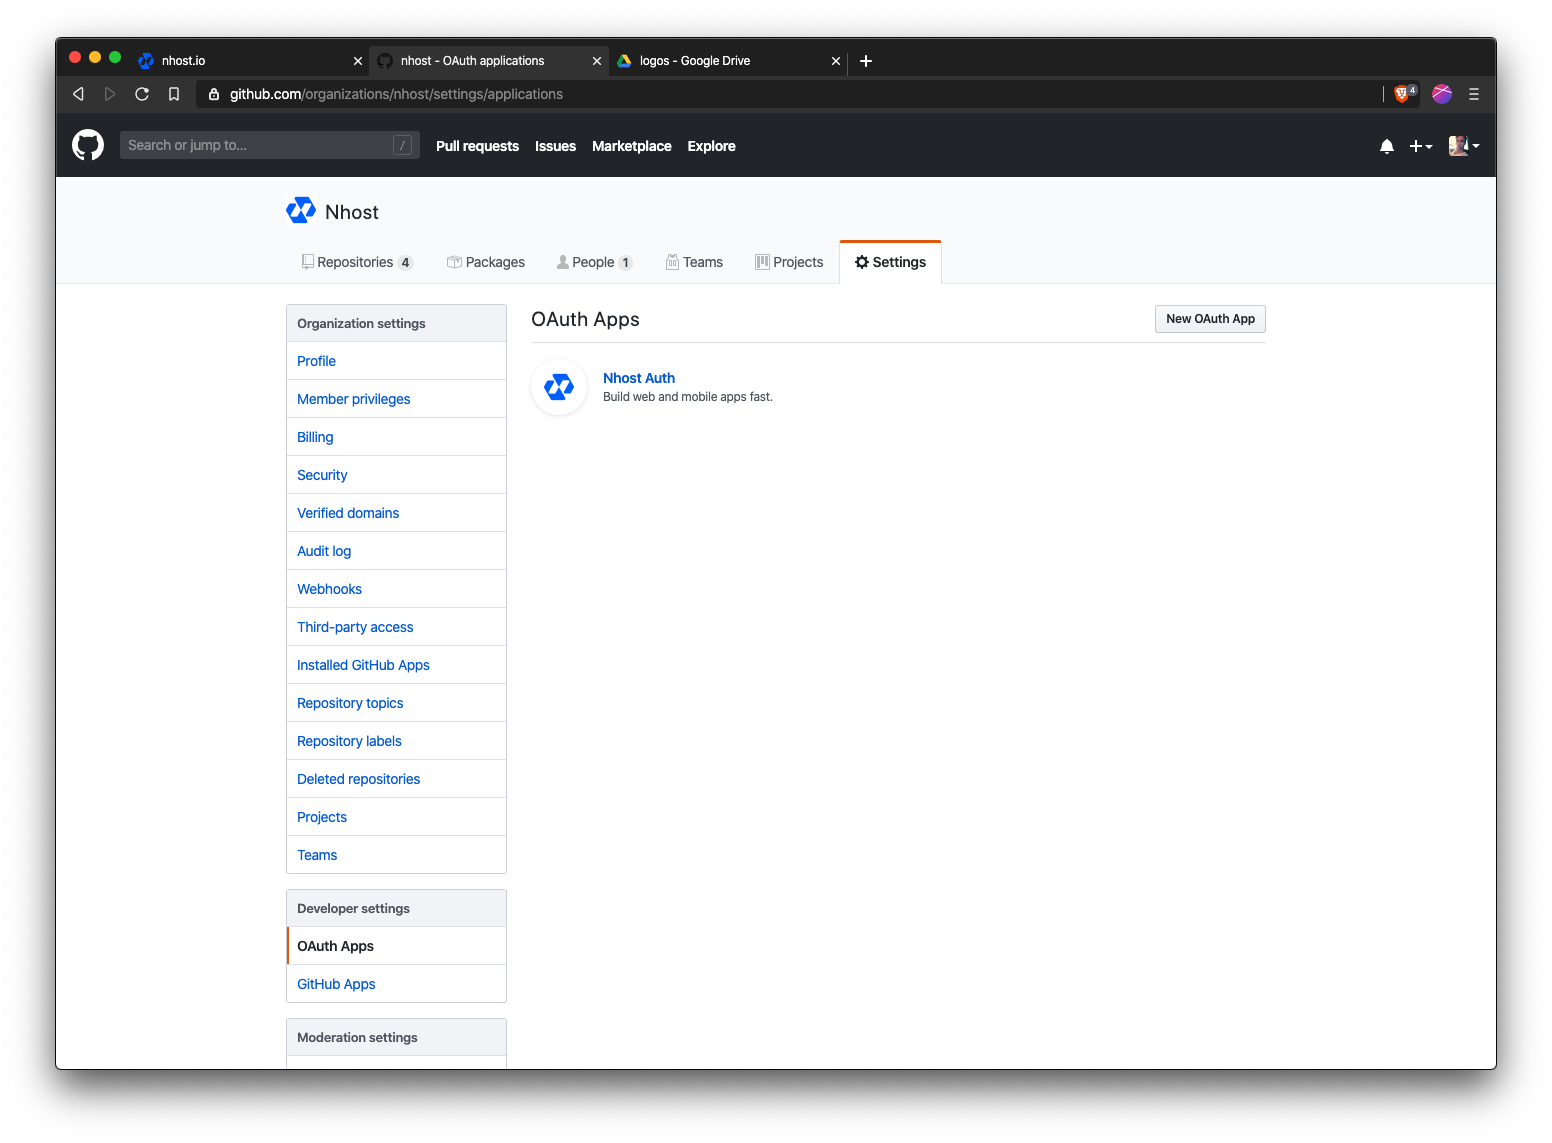 nhost.io
nhost - OAuth applications
logos - Google Drive
github.com/organizations/nhost/settings/applications
4
Search or jump to...
/
Pull requests
Issues
Marketplace
Explore
Nhost
Repositories 4
Packages
People 1
Teams
Projects
Settings
Organization settings
Profile
Member privileges
Billing
Security
Verified domains
Audit log
Webhooks
Third-party access
Installed GitHub Apps
Repository topics
Repository labels
Deleted repositories
Projects
Teams
Developer settings
OAuth Apps
GitHub Apps
Moderation settings
OAuth Apps
New OAuth App
Nhost Auth
Build web and mobile apps fast.